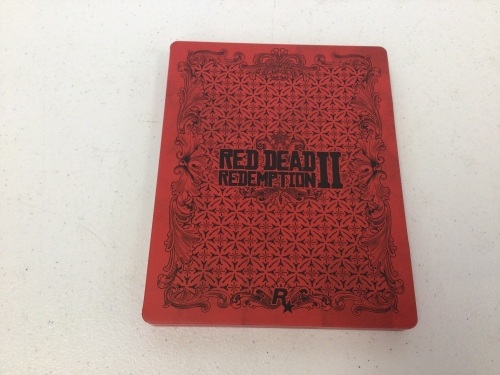 RED DEAD
REDEMPTION II
R